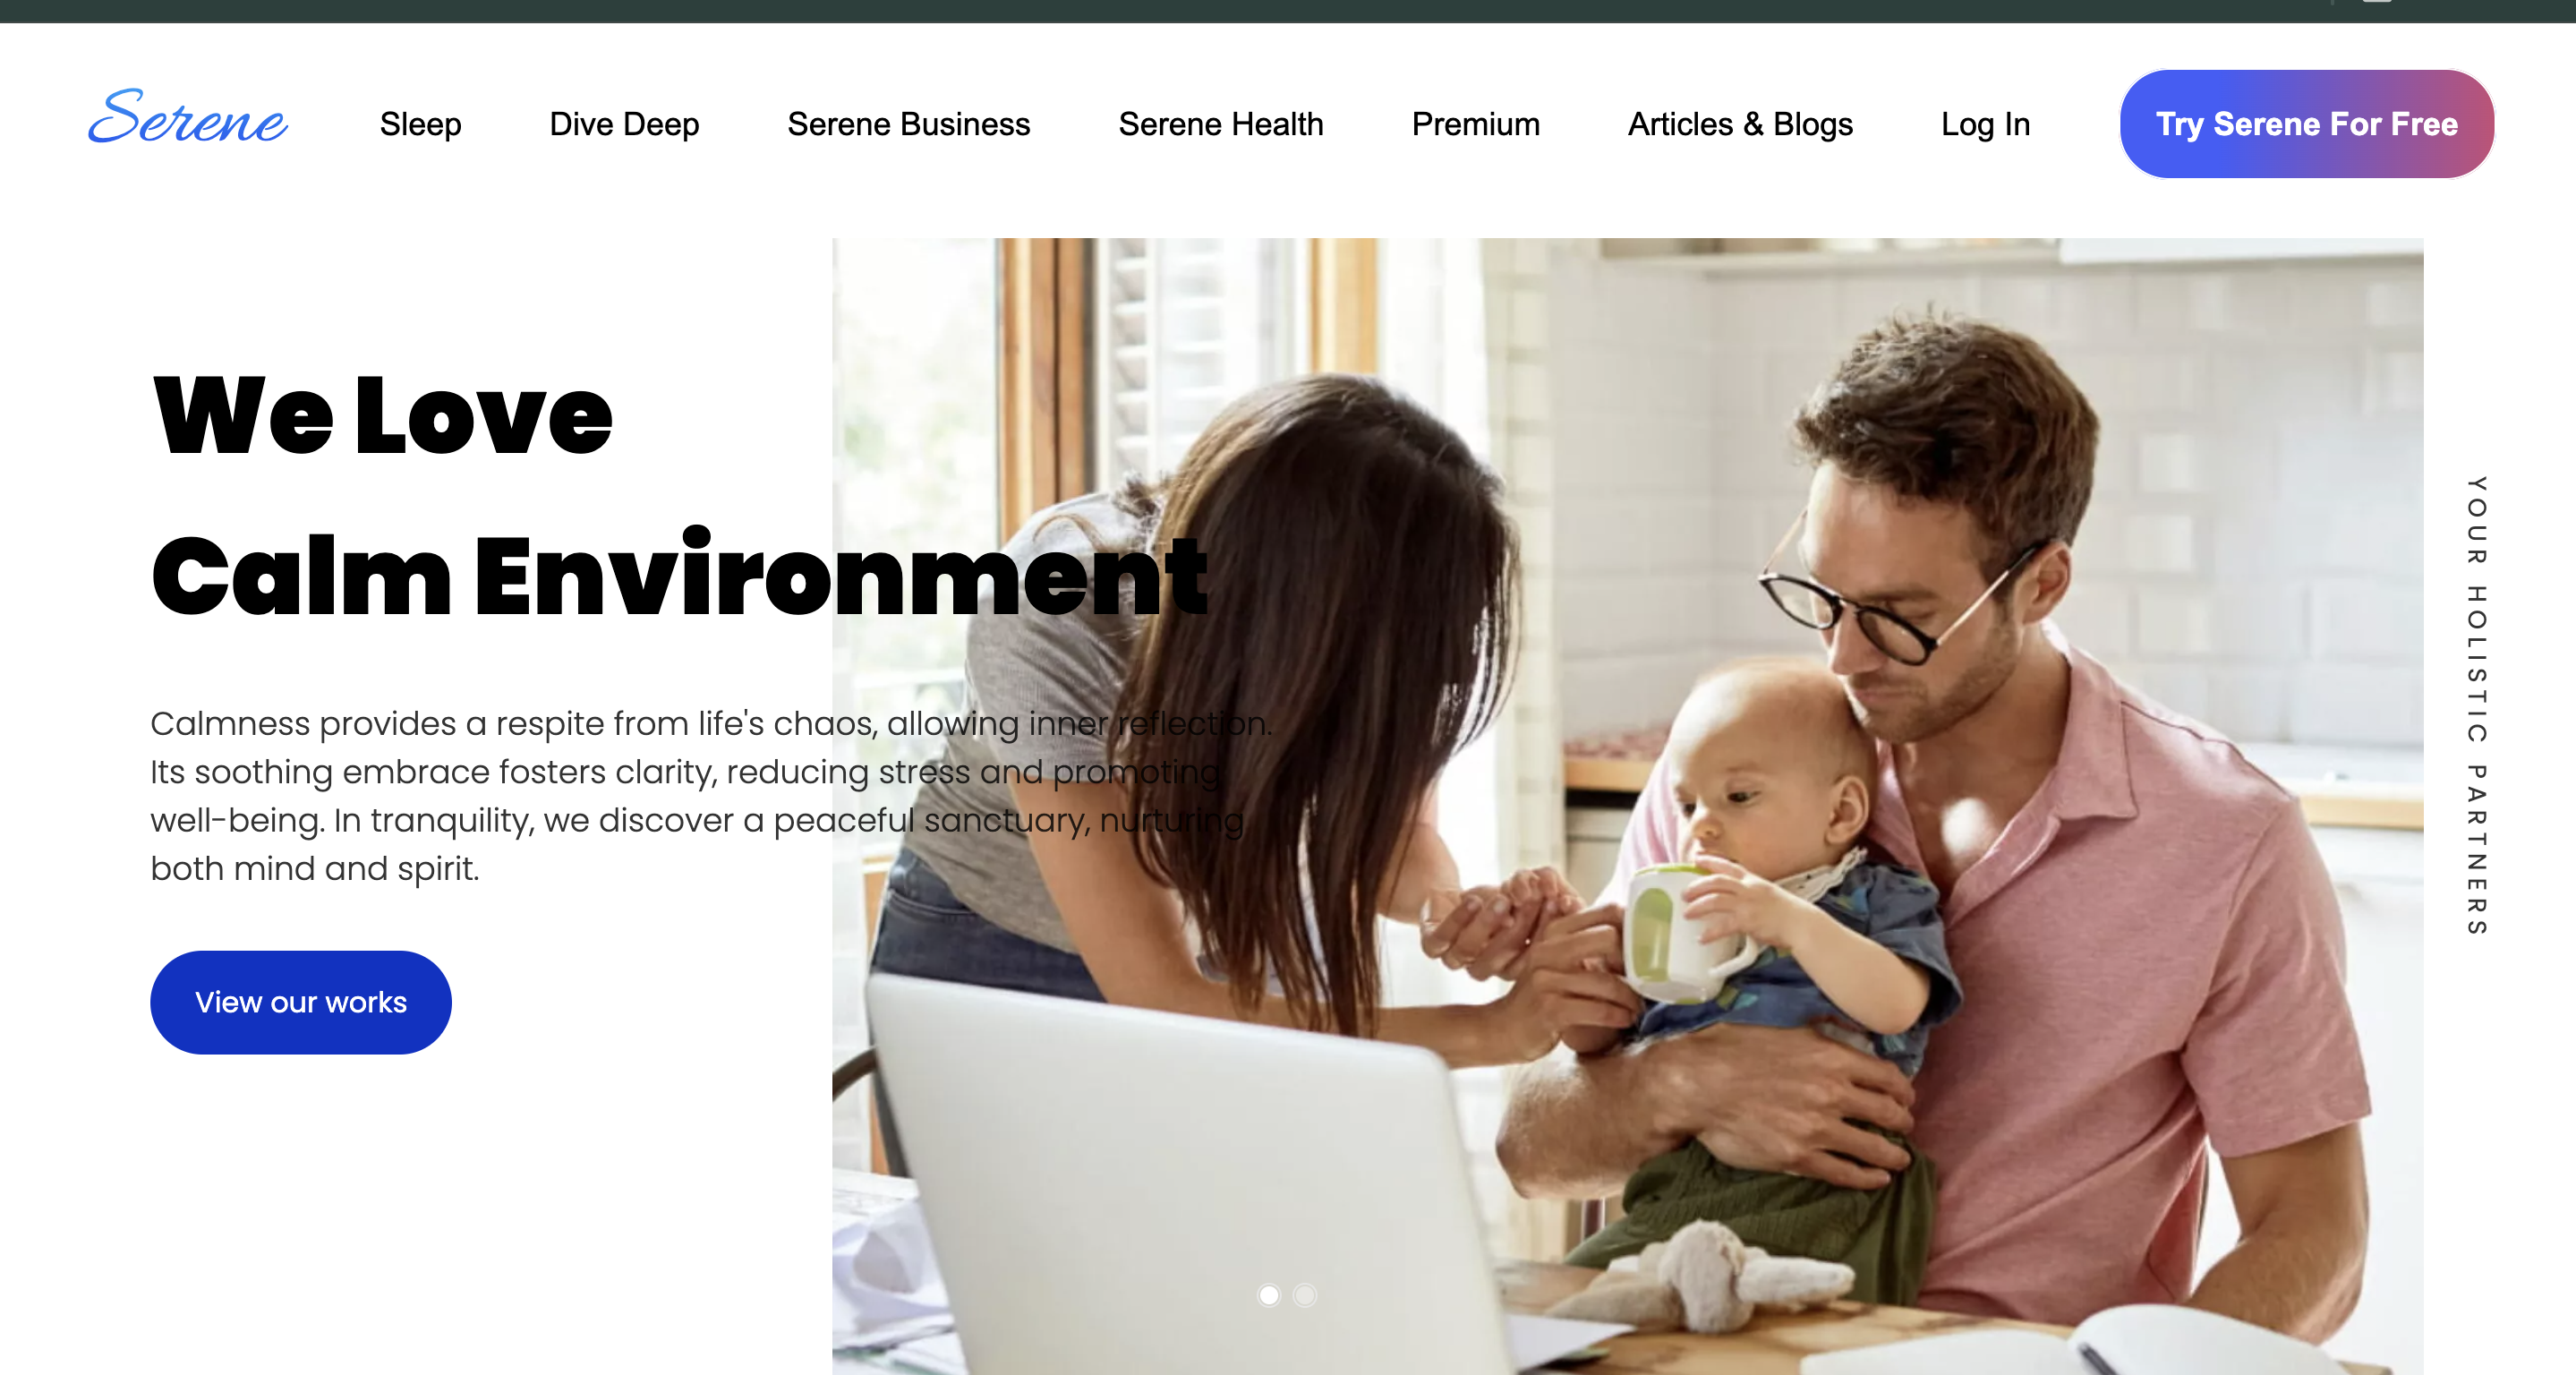 Serene
Sleep
Dive Deep
Serene Business
Serene Health
Premium
Articles & Blogs
Log In
Try Serene For Free
We Love
Calm Environment
Calmness provides a respite from life's chaos, allowing inner reflection.
Its soothing embrace fosters clarity, reducing stress and promoting
well-being. In tranquility, we discover a peaceful sanctuary, nurturing
both mind and spirit.
View our works
YOUR HOLISTIC PARTNERS